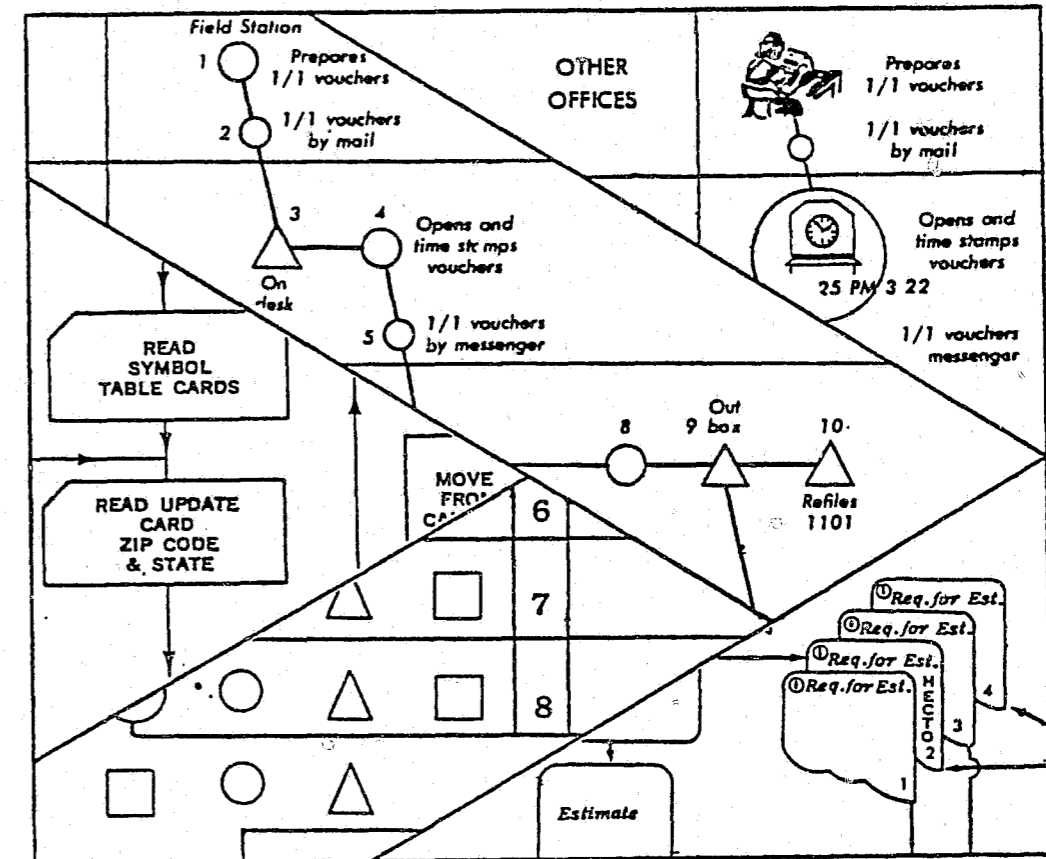 Field Station
1
Prepares
1/1 vouchers
2
1/1 vouchers
by mail
OTHER
OFFICES
Prepares
1/1 vouchers
1/1 vouchers
by mail
3
On
desk
4
Opens and
time stamps
vouchers
5
1/1 vouchers
by messenger
Opens and
time stamps
vouchers
25 PM 3 22
1/1 vouchers
messenger
READ
SYMBOL
TABLE CARDS
READ UPDATE
CARD
ZIP CODE
& STATE
MOVE
8
Out
9 box
10
Refiles
1101
6
7
8
Req. for Est.
Req. for Est.
Req. for Est.
Req. for Est.
HECTO
4
3
2
1
Estimate